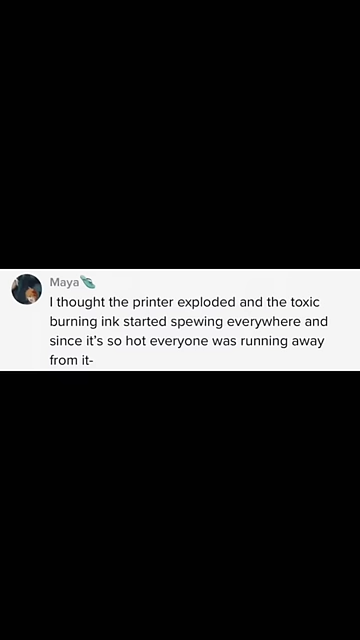 Maya
I thought the printer exploded and the toxic
burning ink started spewing everywhere and
since it’s so hot everyone was running away
from it-